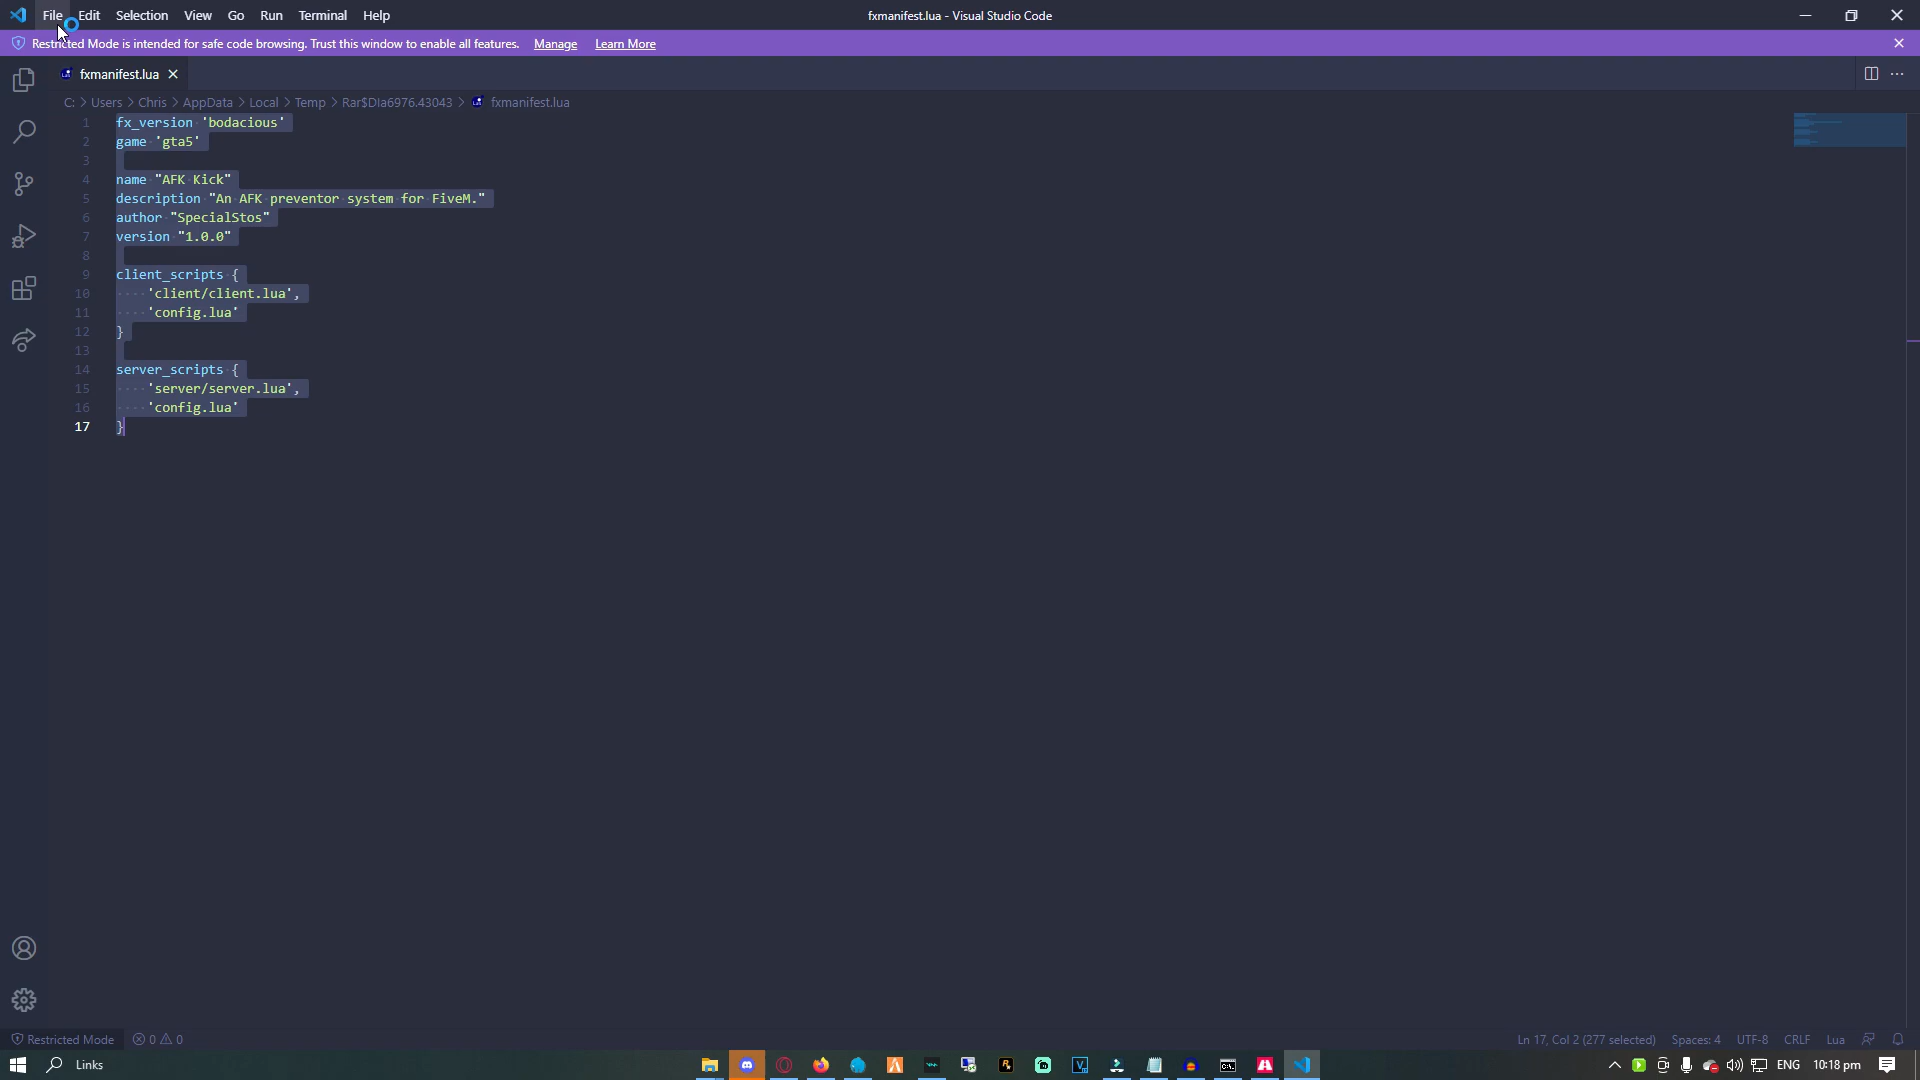 File Edit Selection View Go Run Terminal Help
fxmanifest.lua - Visual Studio Code
Restricted Mode is intended for safe code browsing. Trust this window to enable all features. Manage Learn More
fxmanifest.lua
C: > Users > Chris > AppData > Local > Temp > Rar$DIa6976.43043 > fxmanifest.lua
1 fx_version 'bodacious'
2 game 'gta5'
3
4 name "AFK Kick"
5 description "An AFK preventor system for FiveM."
6 author "SpecialStos"
7 version "1.0.0"
8
9 client_scripts {
10 'client/client.lua',
11 'config.lua'
12 }
13
14 server_scripts {
15 'server/server.lua',
16 'config.lua'
17 }
Restricted Mode 0 0
Ln 17, Col 2 (277 selected) Spaces: 4 UTF-8 CRLF Lua
Links
ENG 10:18 pm